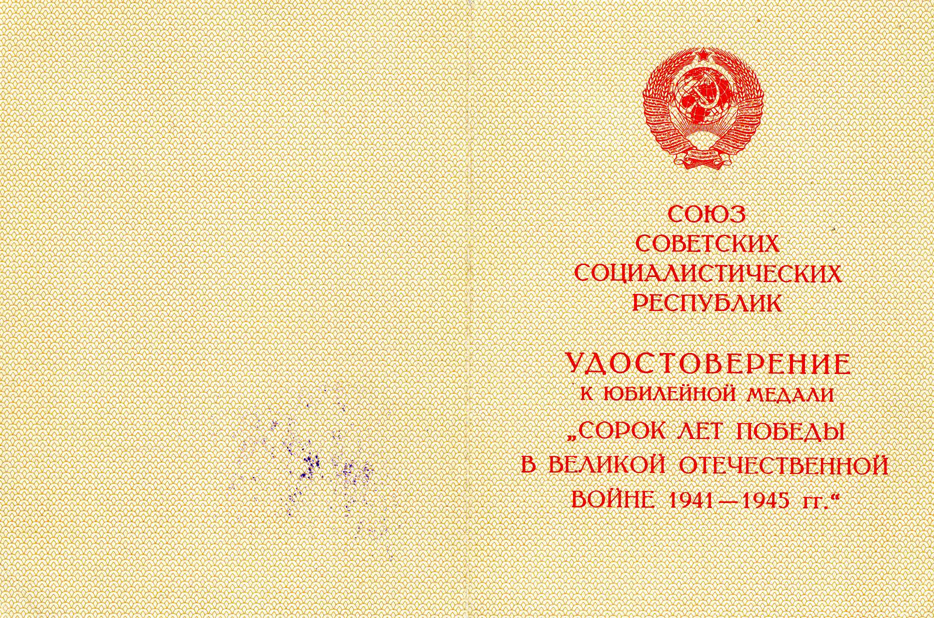 СОЮЗ
СОВЕТСКИХ
СОЦИАЛИСТИЧЕСКИХ
РЕСПУБЛИК
УДОСТОВЕРЕНИЕ
К ЮБИЛЕЙНОЙ МЕДАЛИ
„СОРОК ЛЕТ ПОБЕДЫ
В ВЕЛИКОЙ ОТЕЧЕСТВЕННОЙ
ВОЙНЕ 1941—1945 гг.“